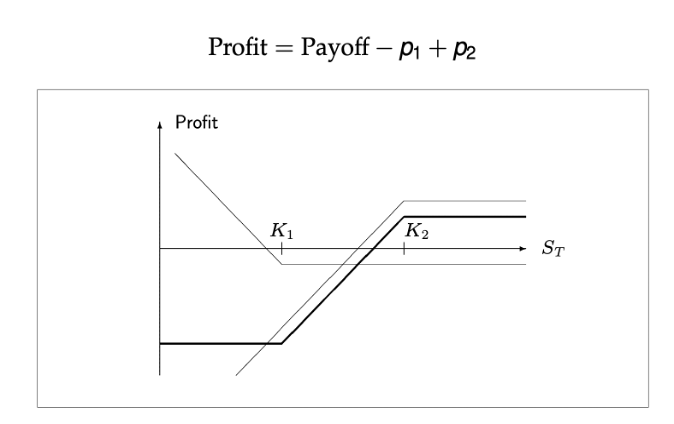 Profit = Payoff − p₁ + p₂
Profit
K₁
K₂
S_T